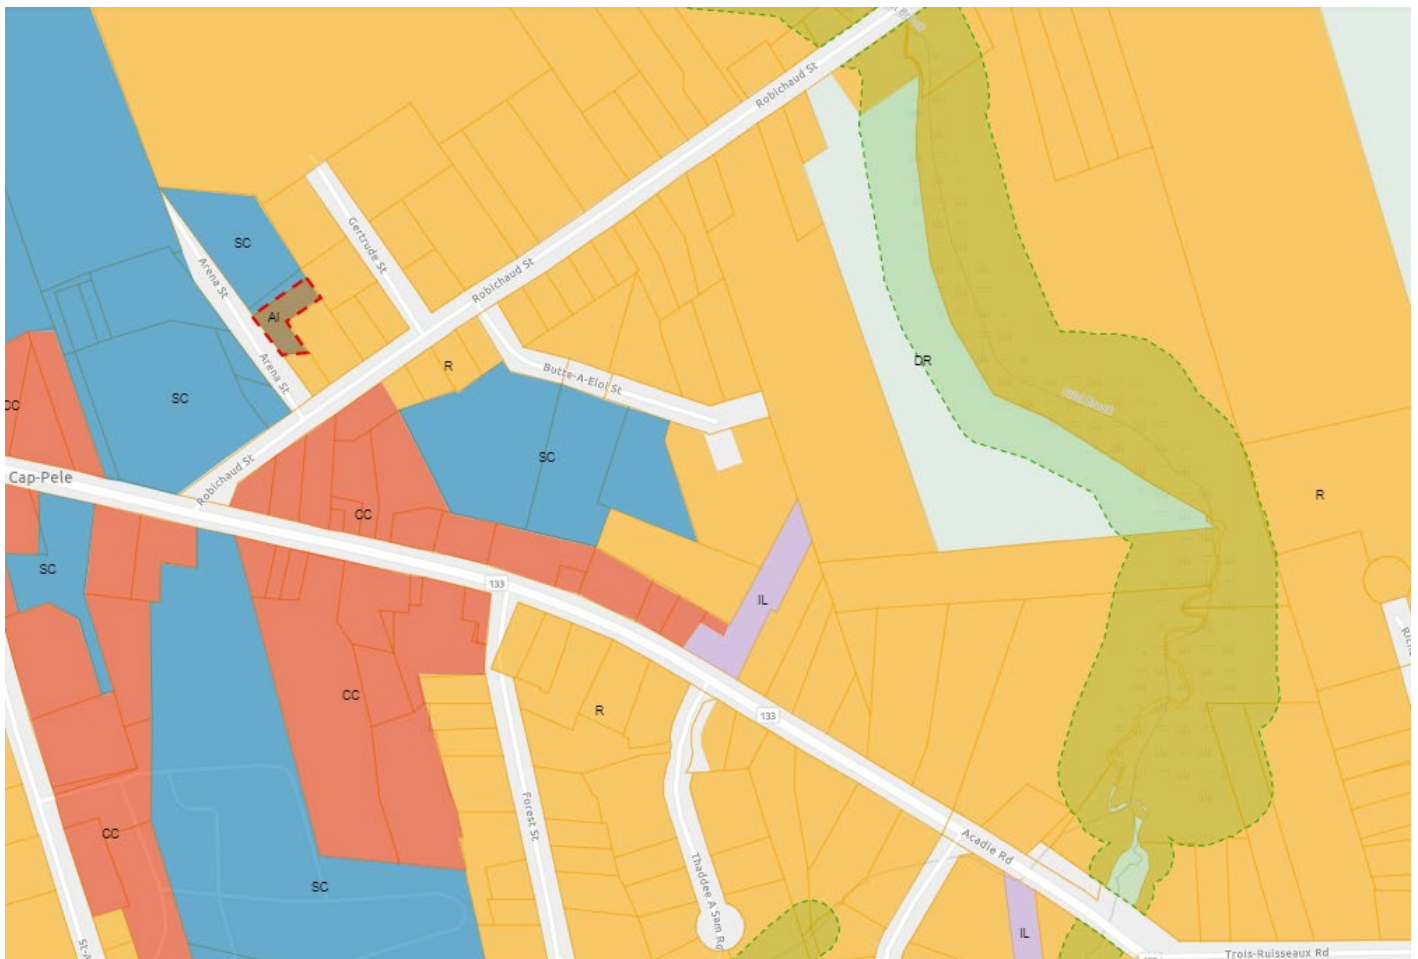 Robichaud St
Gertrude St
SC
Arena St
Robichaud St
AI
Arena St
DR
R
Butte-A-Eloi St
CC
SC
SC
Cap-Pele
Robichaud St
R
CC
SC
133
IL
CC
R
133
Forest St
Acadie Rd
CC
Thaddee A Sam Rd
SC
IL
Trois-Ruisseaux Rd